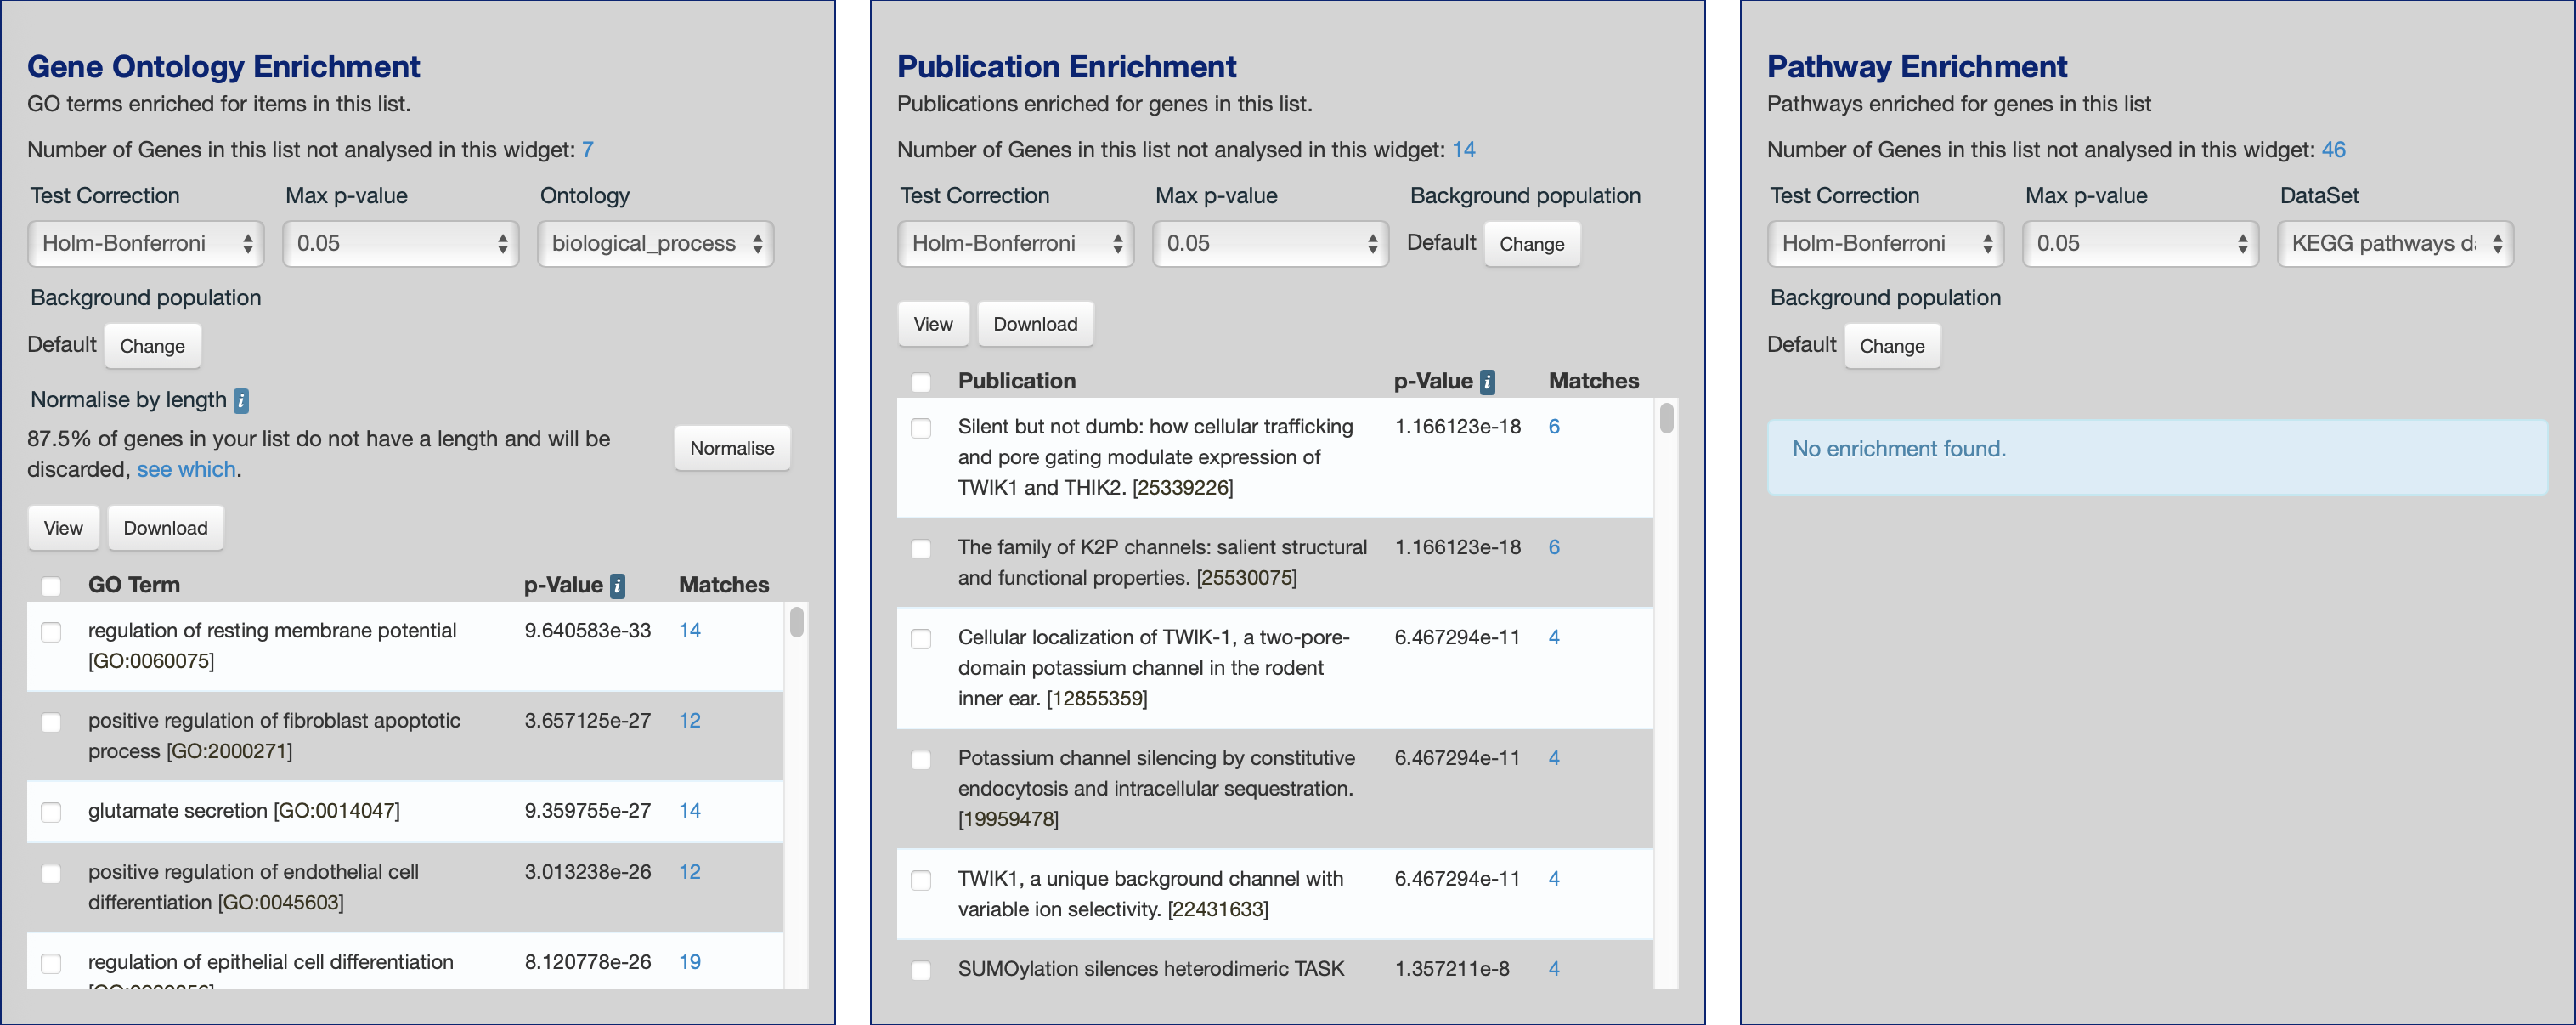 Gene Ontology Enrichment
GO terms enriched for items in this list.
Number of Genes in this list not analysed in this widget: 7
Test Correction Max p-value Ontology
Holm-Bonferroni 0.05 biological_process
Background population
Default Change
Normalise by length i
87.5% of genes in your list do not have a length and will be
discarded, see which.
Normalise
View Download
GO Term p-Value i Matches
regulation of resting membrane potential 9.640583e-33 14
[GO:0060075]
positive regulation of fibroblast apoptotic 3.657125e-27 12
process [GO:2000271]
glutamate secretion [GO:0014047] 9.359755e-27 14
positive regulation of endothelial cell 3.013238e-26 12
differentiation [GO:0045603]
regulation of epithelial cell differentiation 8.120778e-26 19
Publication Enrichment
Publications enriched for genes in this list.
Number of Genes in this list not analysed in this widget: 14
Test Correction Max p-value Background population
Holm-Bonferroni 0.05 Default Change
View Download
Publication p-Value i Matches
Silent but not dumb: how cellular trafficking 1.166123e-18 6
and pore gating modulate expression of
TWIK1 and THIK2. [25339226]
The family of K2P channels: salient structural 1.166123e-18 6
and functional properties. [25530075]
Cellular localization of TWIK-1, a two-pore- 6.467294e-11 4
domain potassium channel in the rodent
inner ear. [12855359]
Potassium channel silencing by constitutive 6.467294e-11 4
endocytosis and intracellular sequestration.
[19959478]
TWIK1, a unique background channel with 6.467294e-11 4
variable ion selectivity. [22431633]
SUMOylation silences heterodimeric TASK 1.357211e-8 4
Pathway Enrichment
Pathways enriched for genes in this list
Number of Genes in this list not analysed in this widget: 46
Test Correction Max p-value DataSet
Holm-Bonferroni 0.05 KEGG pathways d
Background population
Default Change
No enrichment found.